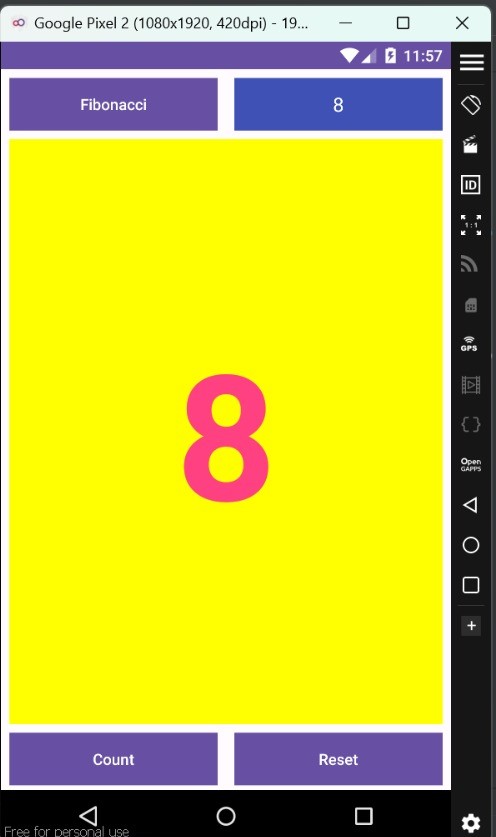 Google Pixel 2 (1080x1920, 420dpi) - 19...
11:57
Fibonacci
8
ID
1:1
GPS
8
Open
GAPPS
Count
Reset
Free for personal use